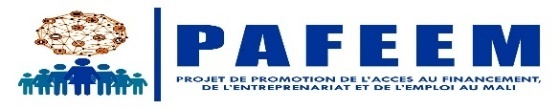 PAFEEM
PROJET DE PROMOTION DE L'ACCES AU FINANCEMENT,
DE L'ENTREPRENARIAT ET DE L'EMPLOI AU MALI